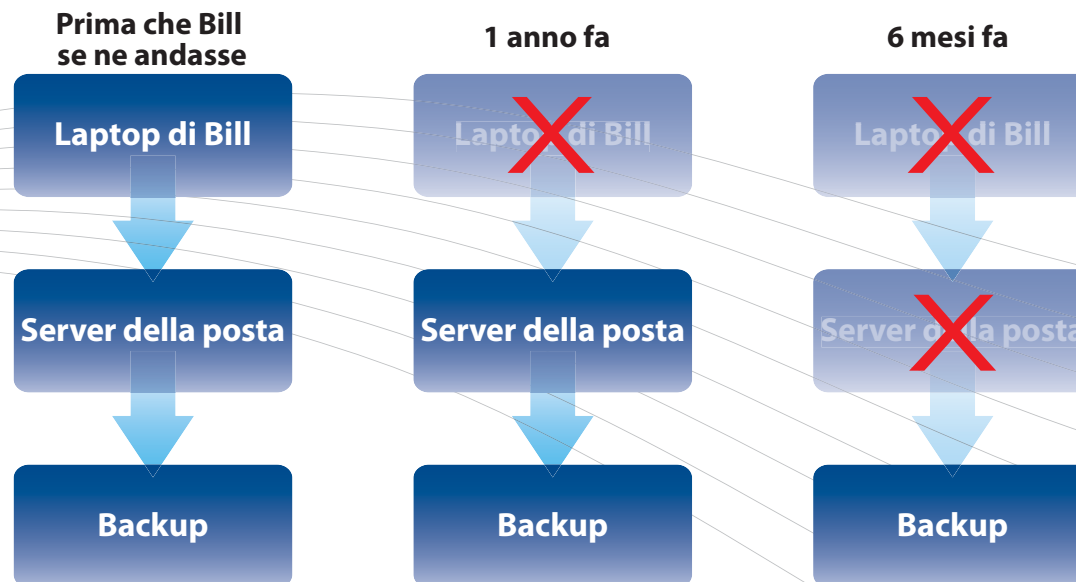 Prima che Bill
se ne andasse
1 anno fa
6 mesi fa
Laptop di Bill
Laptop di Bill
Laptop di Bill
Server della posta
Server della posta
Server della posta
Backup
Backup
Backup